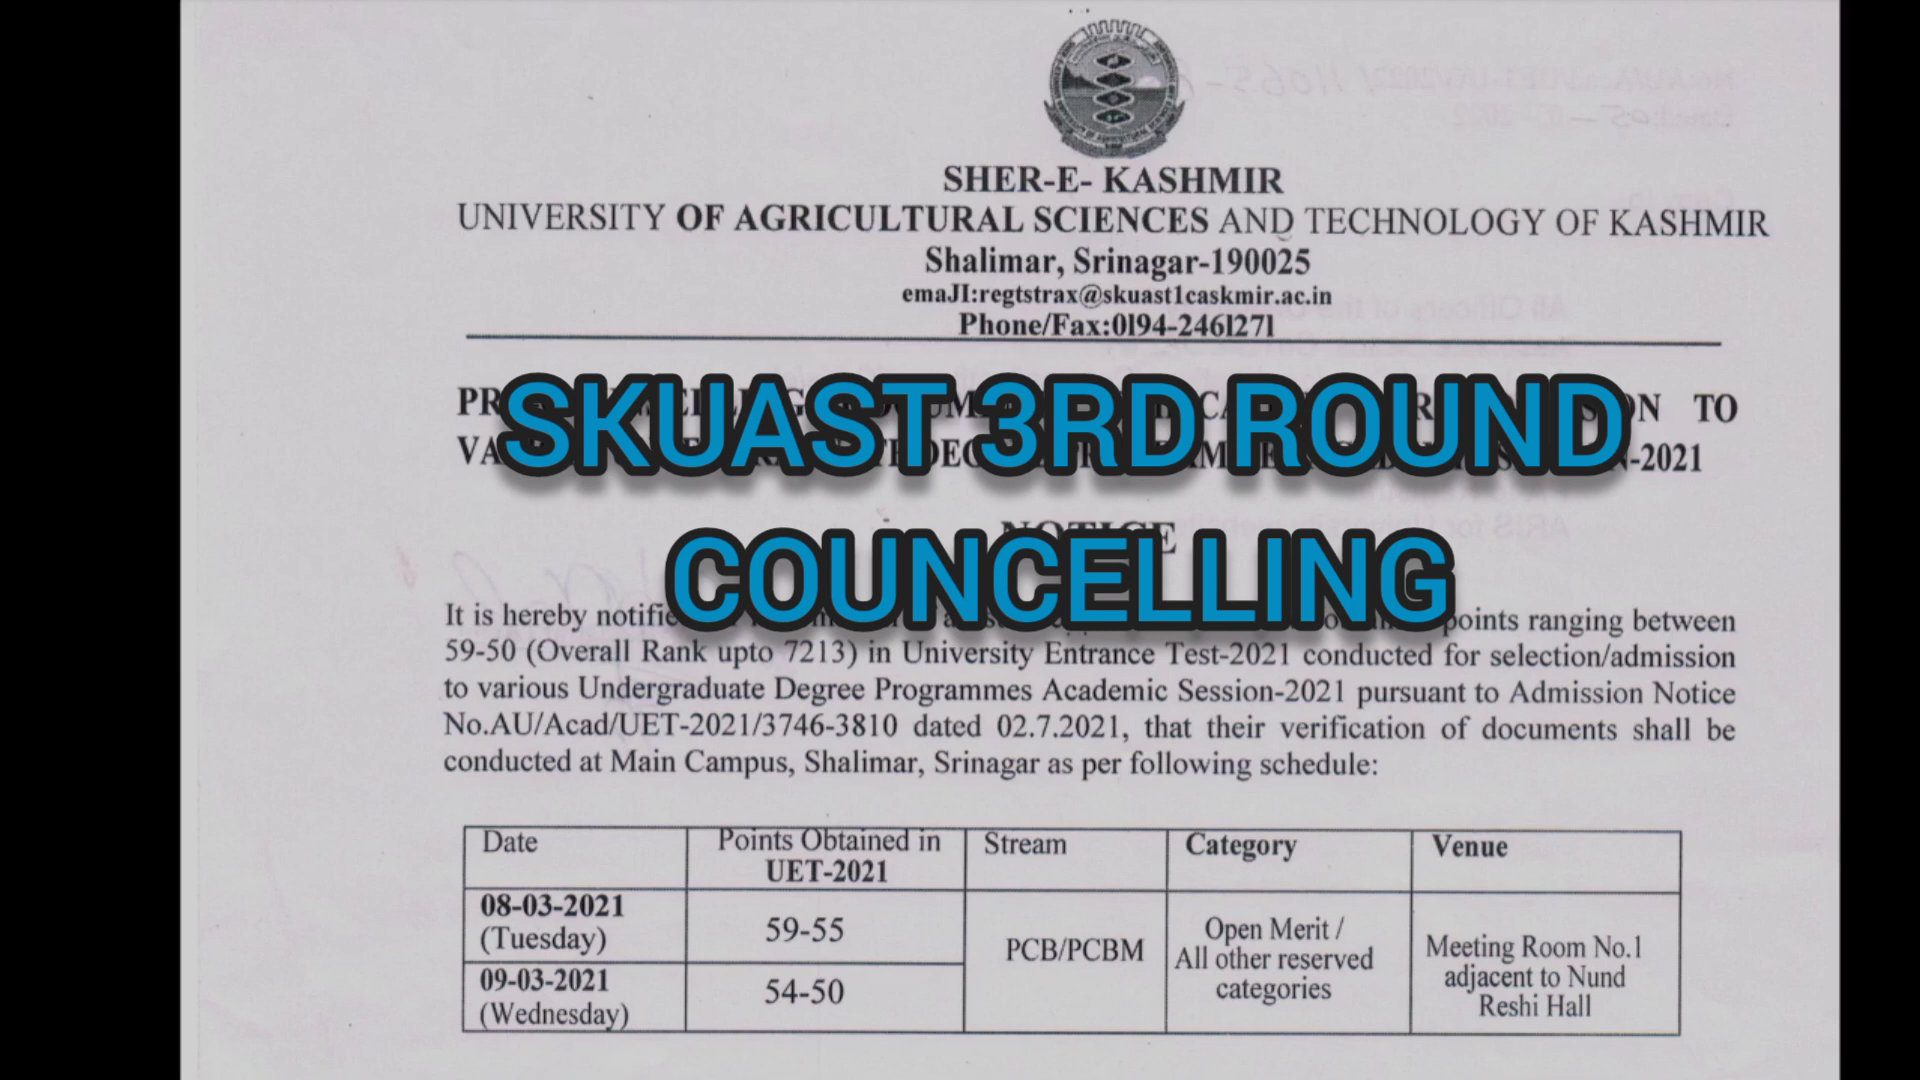 SHER-E- KASHMIR
UNIVERSITY OF AGRICULTURAL SCIENCES AND TECHNOLOGY OF KASHMIR
Shalimar, Srinagar-190025
emaJI:regtstrax@skuast1caskmir.ac.in
Phone/Fax:0l94-246l27l
TO
-2021
SKUAST 3RD ROUND
COUNCELLING
NOTICE
It is hereby points ranging between
59-50 (Overall Rank upto 7213) in University Entrance Test-2021 conducted for selection/admission
to various Undergraduate Degree Programmes Academic Session-2021 pursuant to Admission Notice
No.AU/Acad/UET-2021/3746-3810 dated 02.7.2021, that their verification of documents shall be
conducted at Main Campus, Shalimar, Srinagar as per following schedule:
Date Points Obtained in UET-2021 Stream Category Venue
08-03-2021 (Tuesday) 59-55 PCB/PCBM Open Merit / All other reserved categories Meeting Room No.1 adjacent to Nund Reshi Hall
09-03-2021 (Wednesday) 54-50